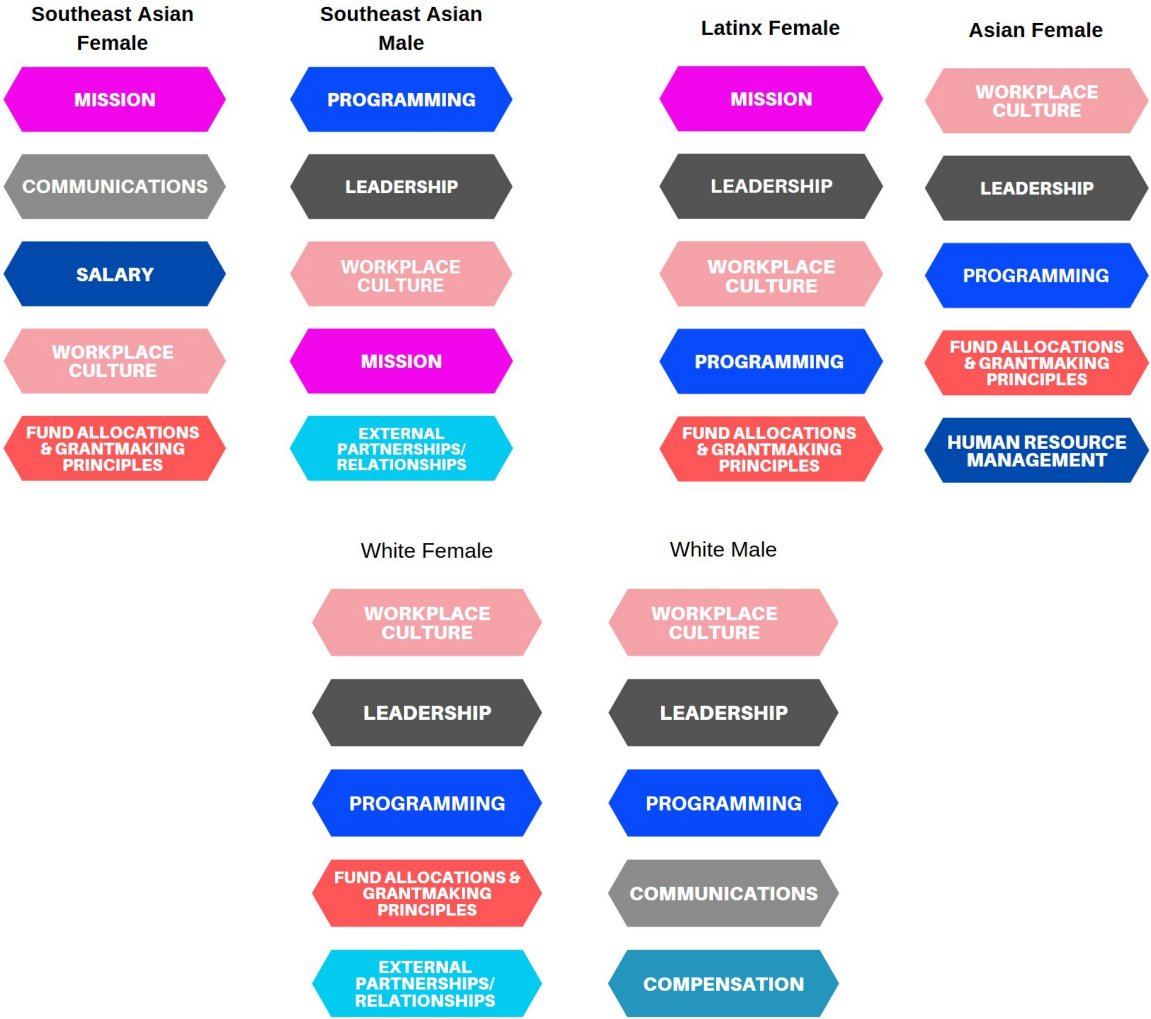 Southeast Asian
Female
MISSION
COMMUNICATIONS
SALARY
WORKPLACE
CULTURE
FUND ALLOCATIONS
& GRANTMAKING
PRINCIPLES
Southeast Asian
Male
PROGRAMMING
LEADERSHIP
WORKPLACE
CULTURE
MISSION
EXTERNAL
PARTNERSHIPS/
RELATIONSHIPS
Latinx Female
MISSION
LEADERSHIP
WORKPLACE
CULTURE
PROGRAMMING
FUND ALLOCATIONS
& GRANTMAKING
PRINCIPLES
Asian Female
WORKPLACE
CULTURE
LEADERSHIP
PROGRAMMING
FUND ALLOCATIONS
& GRANTMAKING
PRINCIPLES
HUMAN RESOURCE
MANAGEMENT
White Female
WORKPLACE
CULTURE
LEADERSHIP
PROGRAMMING
FUND ALLOCATIONS &
GRANTMAKING
PRINCIPLES
EXTERNAL
PARTNERSHIPS/
RELATIONSHIPS
White Male
WORKPLACE
CULTURE
LEADERSHIP
PROGRAMMING
COMMUNICATIONS
COMPENSATION